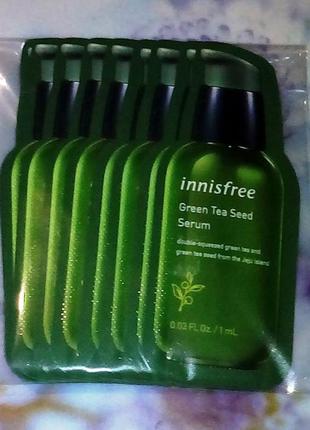 innisfree
Green Tea Seed
Serum
double-squeezed green tea and
green tea seed from the Jeju Island
0.03 Fl. Oz. / 1 mL